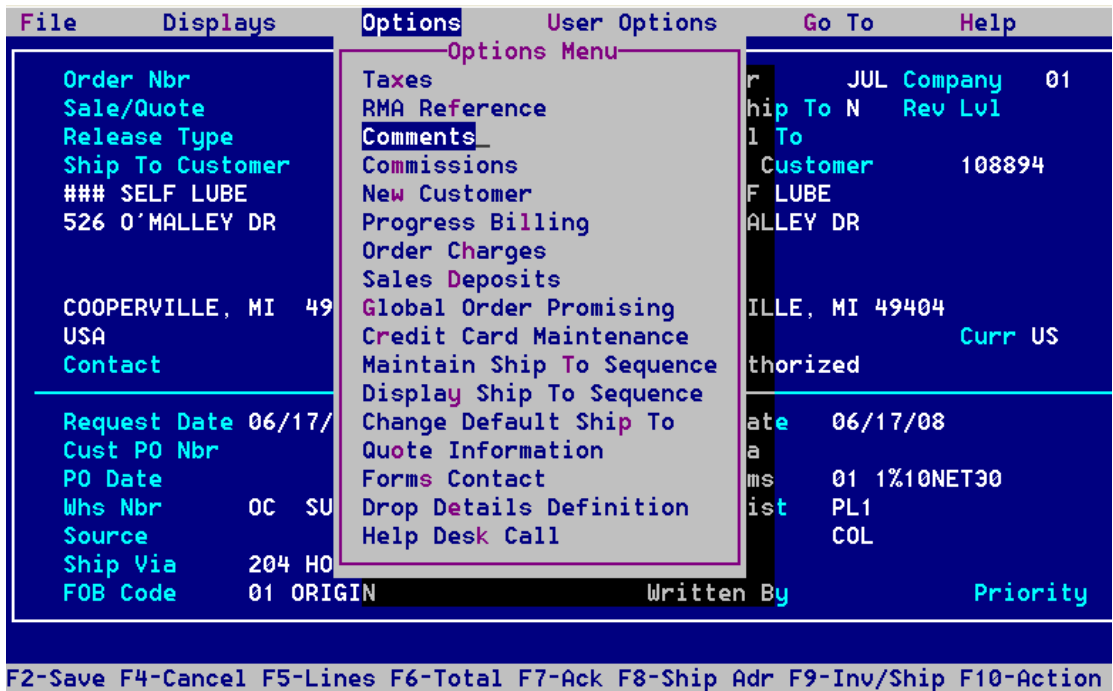 File Displays Options User Options Go To Help
Options Menu
Order Nbr Taxes r JUL Company 01
Sale/Quote RMA Reference hip To N Rev Lvl
Release Type Comments_ l To
Ship To Customer Commissions Customer 108894
### SELF LUBE New Customer F LUBE
526 O'MALLEY DR Progress Billing ALLEY DR
Order Charges
Sales Deposits
COOPERVILLE, MI 49 Global Order Promising ILLE, MI 49404
USA Credit Card Maintenance Curr US
Contact Maintain Ship To Sequence thorized
Display Ship To Sequence
Request Date 06/17/ Change Default Ship To ate 06/17/08
Cust PO Nbr Quote Information a
PO Date Forms Contact ms 01 1%10NET30
Whs Nbr OC SU Drop Details Definition ist PL1
Source Help Desk Call COL
Ship Via 204 HO
FOB Code 01 ORIGIN Written By Priority
F2-Save F4-Cancel F5-Lines F6-Total F7-Ack F8-Ship Adr F9-Inv/Ship F10-Action